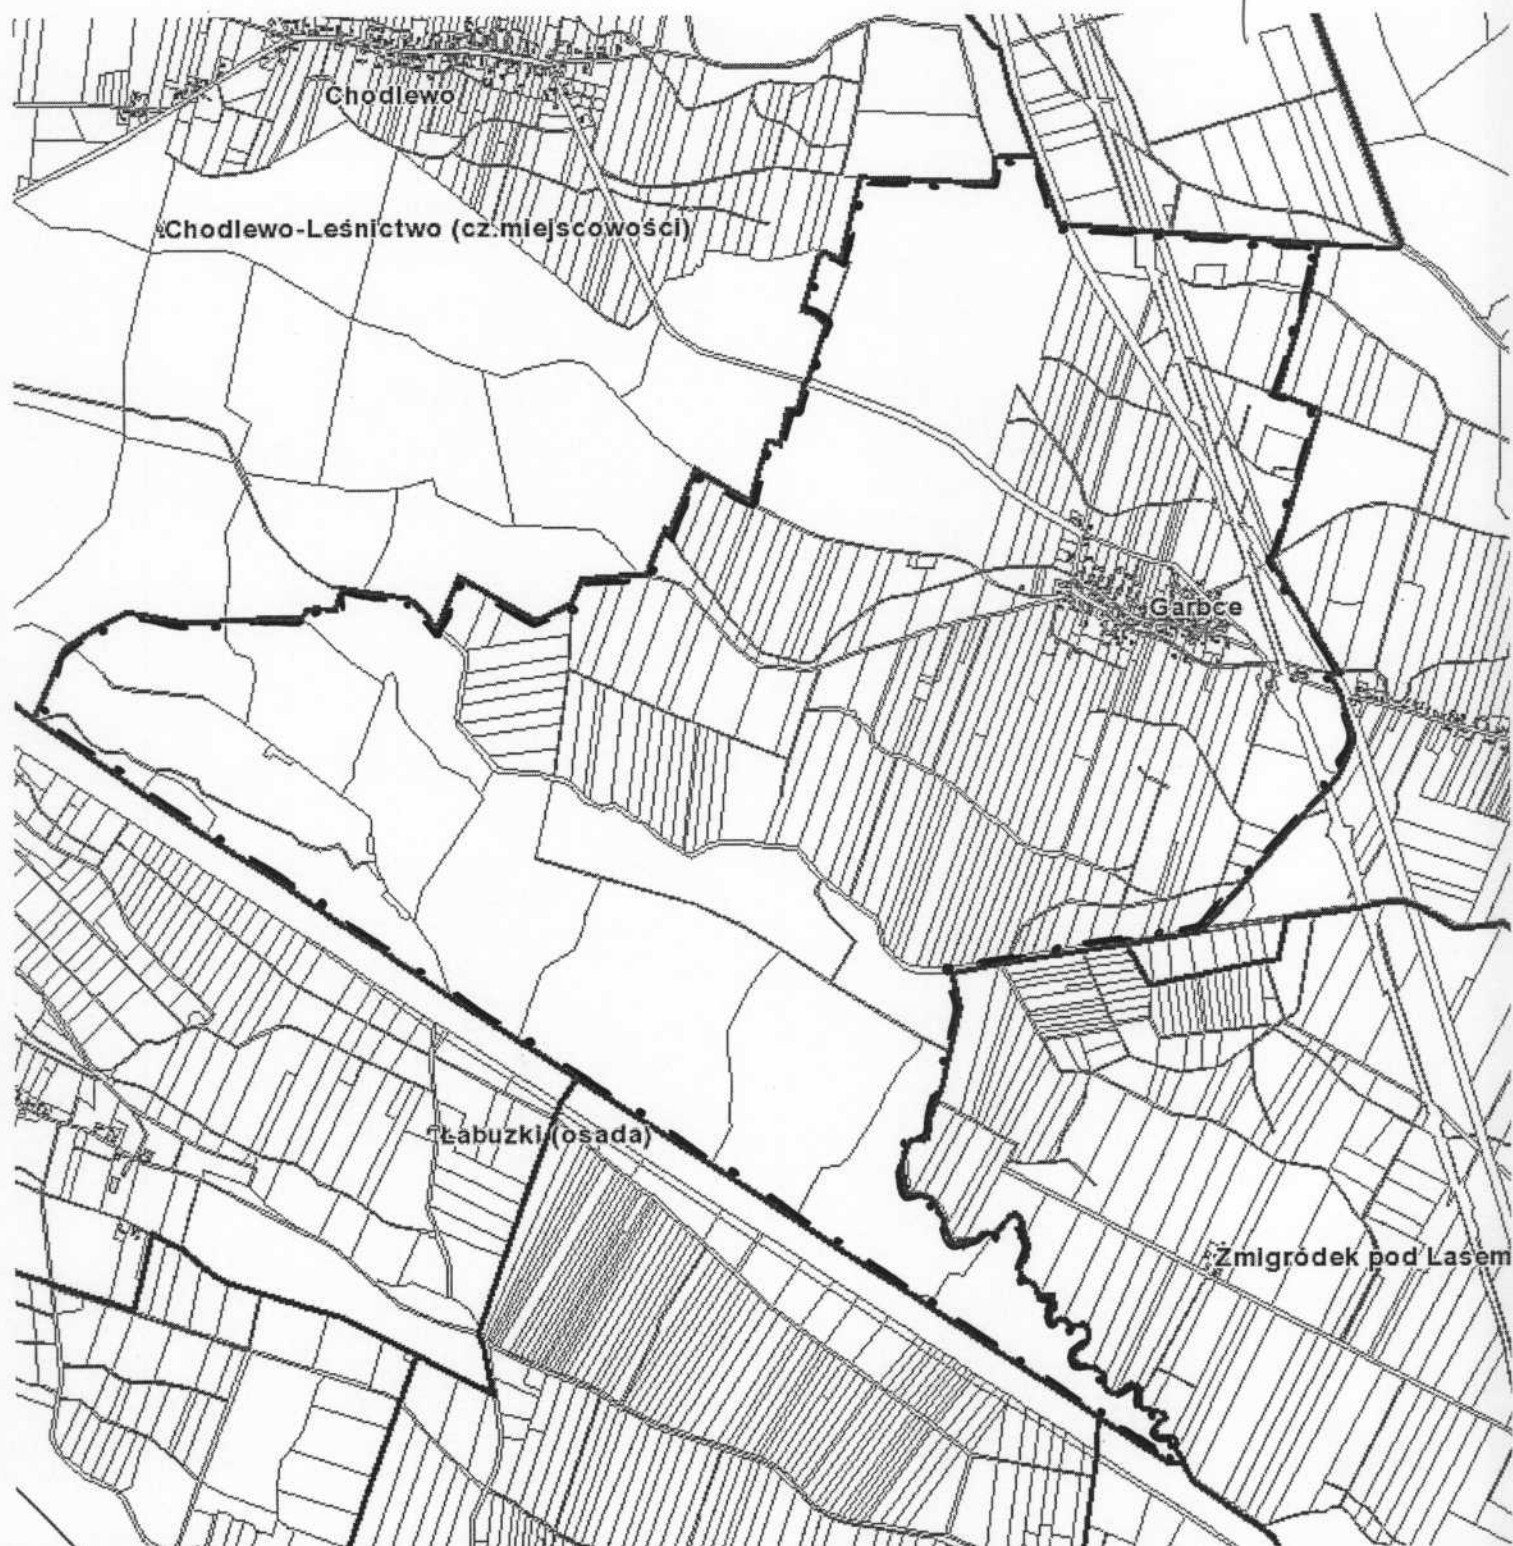 Chodlewo
Chodlewo-Leśnictwo (cz.miejscowości)
Garbce
Łabuzki (osada)
Żmigródek pod Lasem